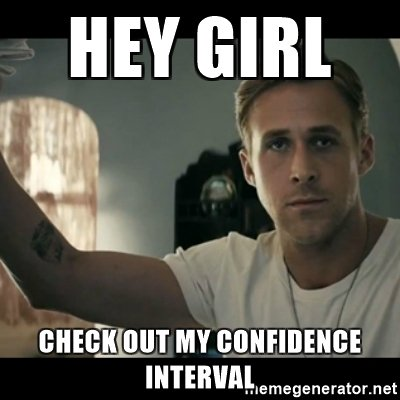 HEY GIRL
CHECK OUT MY CONFIDENCE
INTERVAL
memegenerator.net